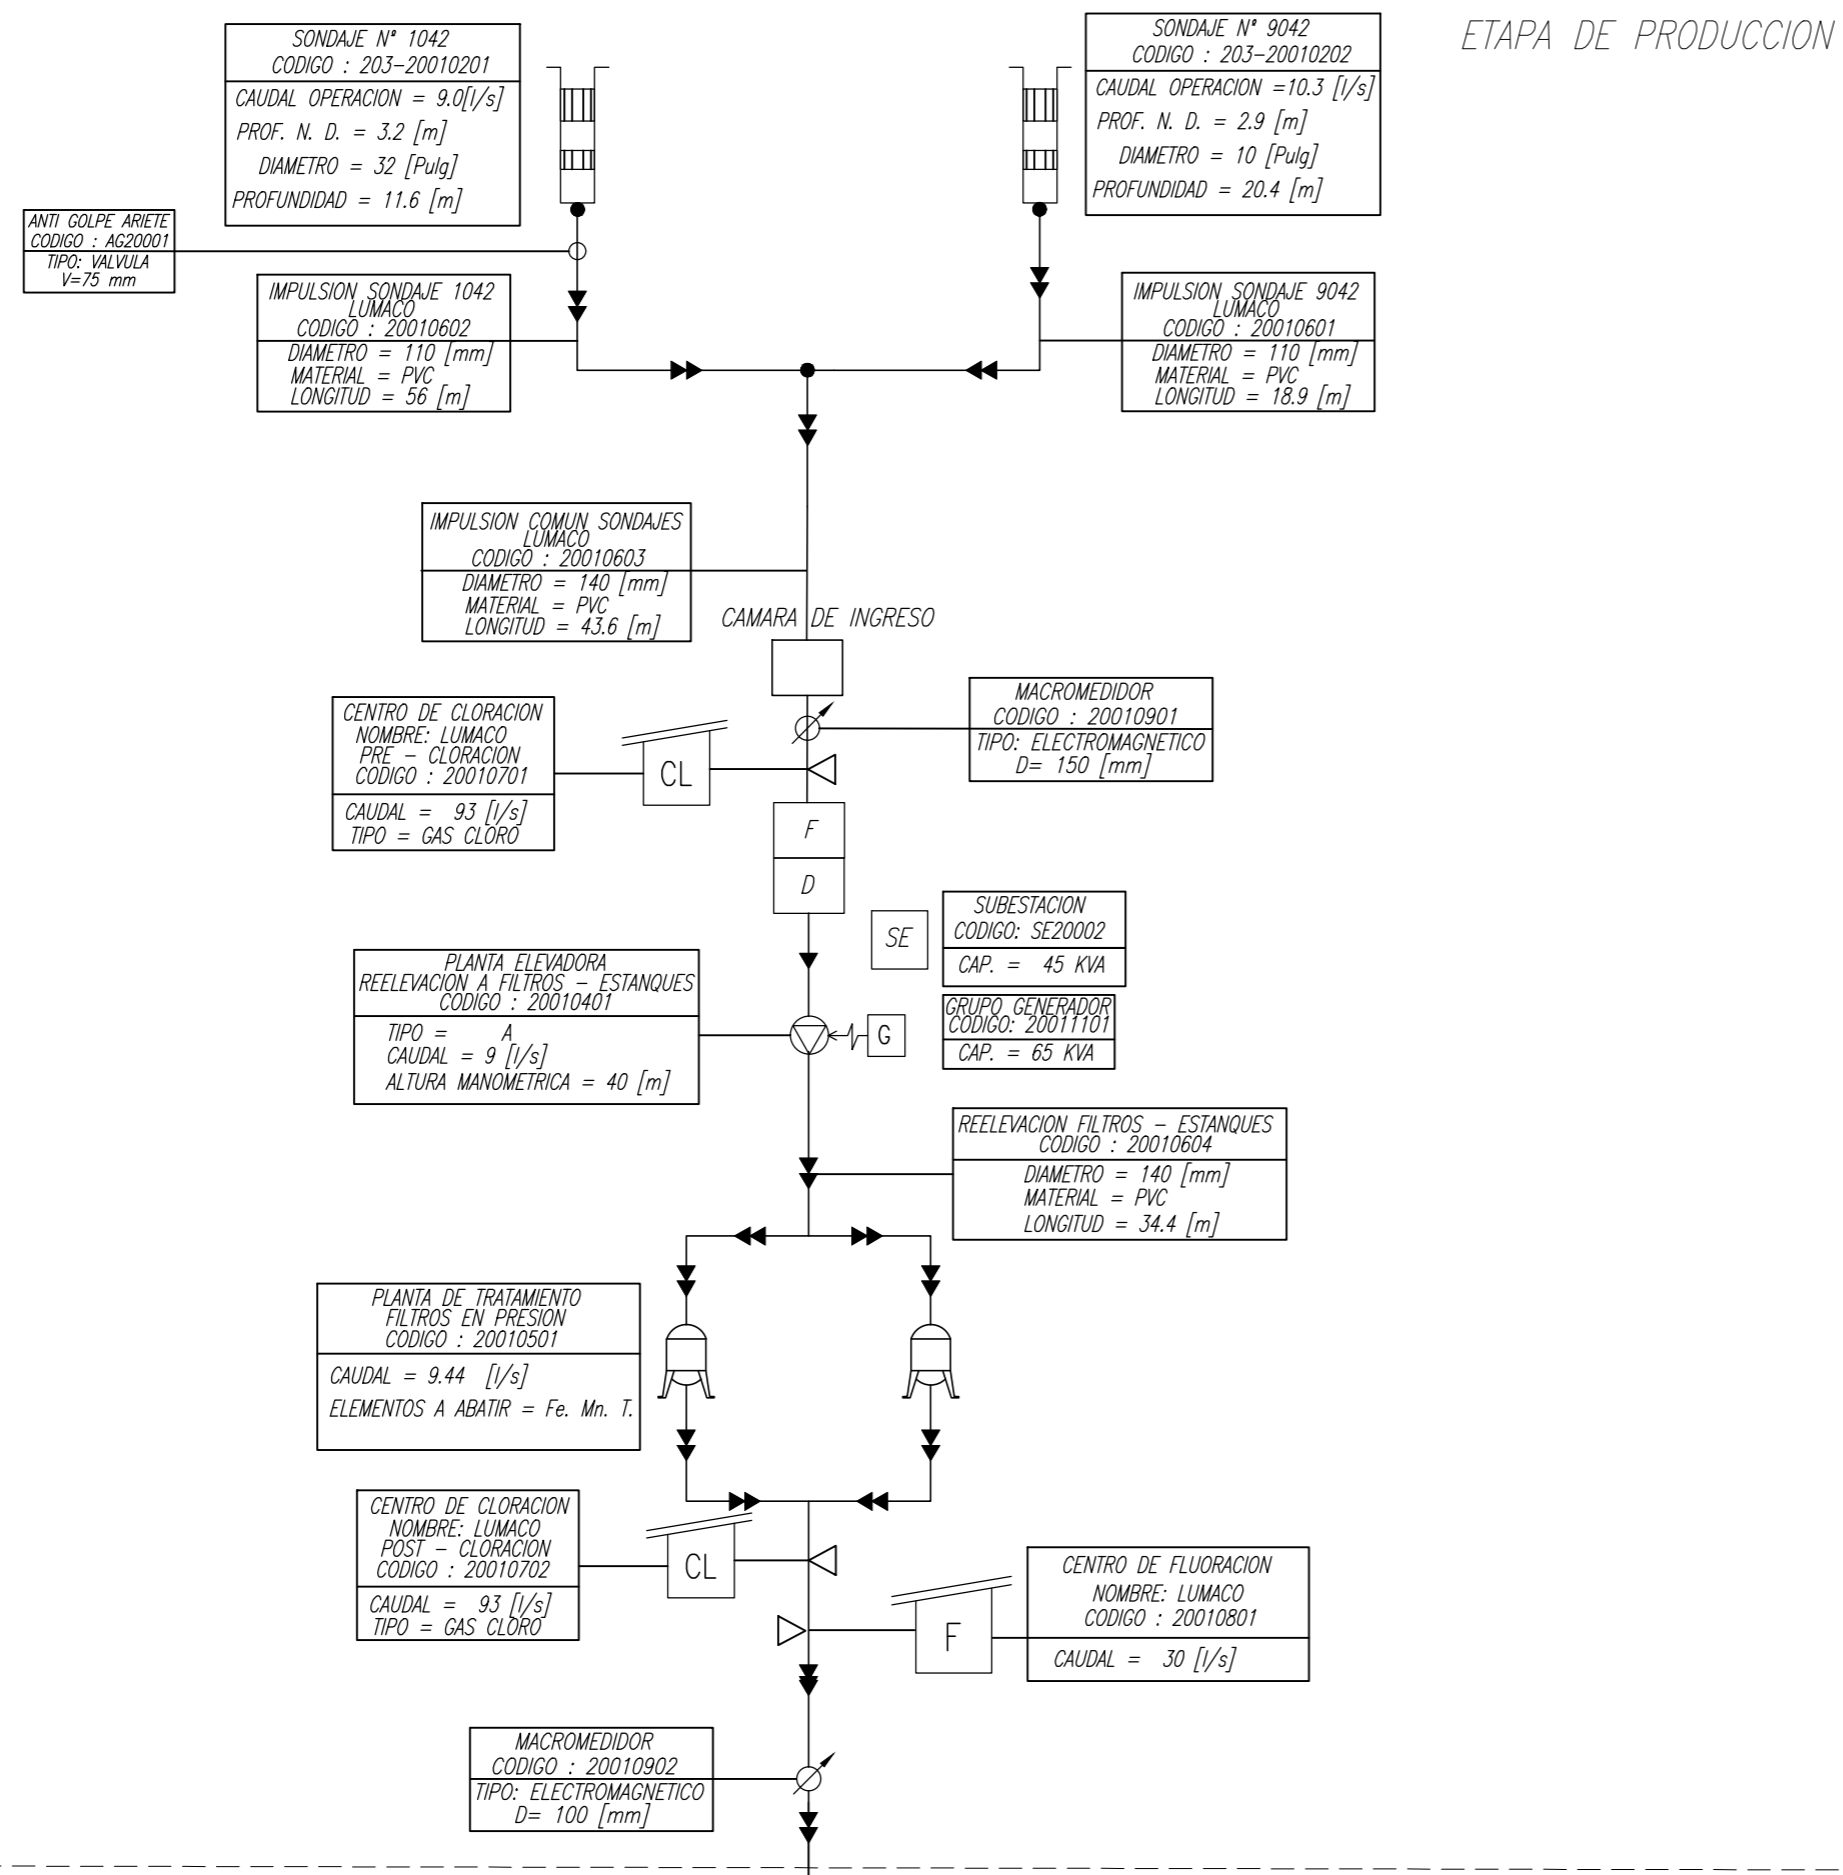 ETAPA DE PRODUCCION
SONDAJE Nº 1042
CODIGO : 203-20010201
CAUDAL OPERACION = 9.0[l/s]
PROF. N. D. = 3.2 [m]
DIAMETRO = 32 [Pulg]
PROFUNDIDAD = 11.6 [m]
SONDAJE Nº 9042
CODIGO : 203-20010202
CAUDAL OPERACION =10.3 [l/s]
PROF. N. D. = 2.9 [m]
DIAMETRO = 10 [Pulg]
PROFUNDIDAD = 20.4 [m]
ANTI GOLPE ARIETE
CODIGO : AG20001
TIPO: VALVULA
V=75 mm
IMPULSION SONDAJE 1042
LUMACO
CODIGO : 20010602
DIAMETRO = 110 [mm]
MATERIAL = PVC
LONGITUD = 56 [m]
IMPULSION SONDAJE 9042
LUMACO
CODIGO : 20010601
DIAMETRO = 110 [mm]
MATERIAL = PVC
LONGITUD = 18.9 [m]
IMPULSION COMUN SONDAJES
LUMACO
CODIGO : 20010603
DIAMETRO = 140 [mm]
MATERIAL = PVC
LONGITUD = 43.6 [m]
CAMARA DE INGRESO
MACROMEDIDOR
CODIGO : 20010901
TIPO: ELECTROMAGNETICO
D= 150 [mm]
CENTRO DE CLORACION
NOMBRE: LUMACO
PRE - CLORACION
CODIGO : 20010701
CAUDAL = 93 [l/s]
TIPO = GAS CLORO
CL
F
D
SE
SUBESTACION
CODIGO: SE20002
CAP. = 45 KVA
PLANTA ELEVADORA
REELEVACION A FILTROS - ESTANQUES
CODIGO : 20010401
TIPO = A
CAUDAL = 9 [l/s]
ALTURA MANOMETRICA = 40 [m]
G
GRUPO GENERADOR
CODIGO: 20011101
CAP. = 65 KVA
REELEVACION FILTROS - ESTANQUES
CODIGO : 20010604
DIAMETRO = 140 [mm]
MATERIAL = PVC
LONGITUD = 34.4 [m]
PLANTA DE TRATAMIENTO
FILTROS EN PRESION
CODIGO : 20010501
CAUDAL = 9.44 [l/s]
ELEMENTOS A ABATIR = Fe. Mn. T.
CENTRO DE CLORACION
NOMBRE: LUMACO
POST - CLORACION
CODIGO : 20010702
CAUDAL = 93 [l/s]
TIPO = GAS CLORO
CL
F
CENTRO DE FLUORACION
NOMBRE: LUMACO
CODIGO : 20010801
CAUDAL = 30 [l/s]
MACROMEDIDOR
CODIGO : 20010902
TIPO: ELECTROMAGNETICO
D= 100 [mm]